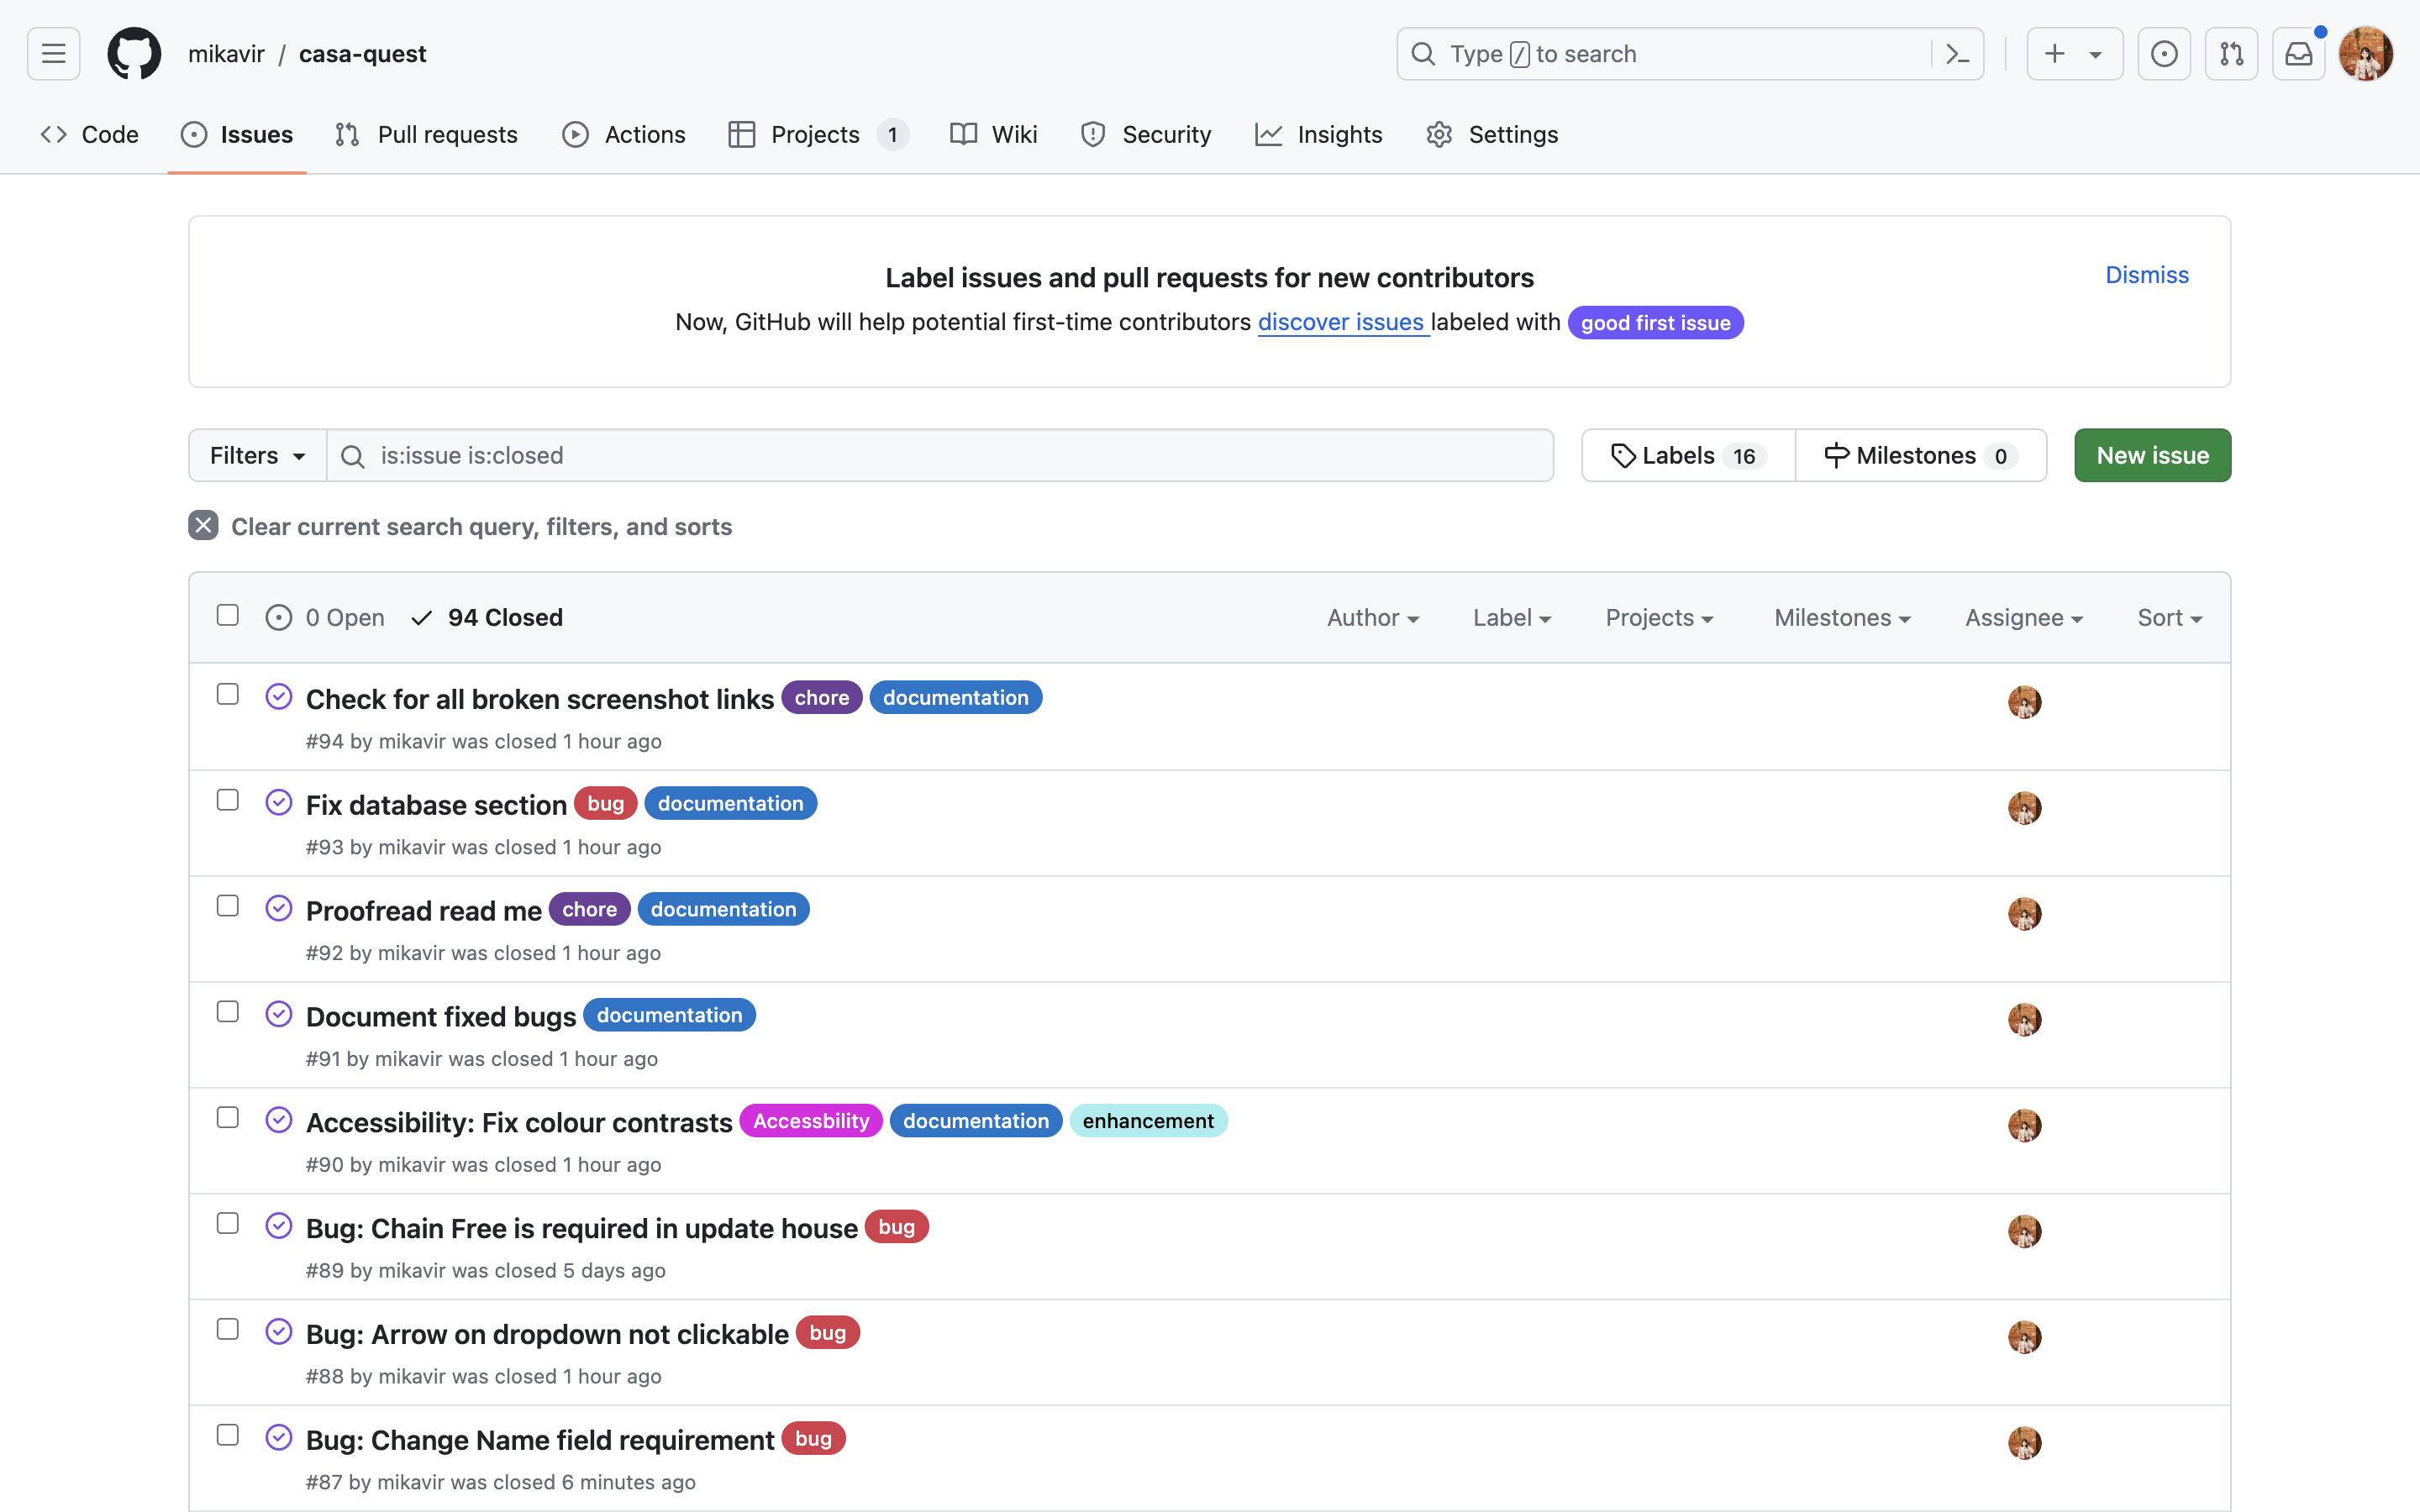 mikavir / casa-quest
Type / to search
Code Issues Pull requests Actions Projects 1 Wiki Security Insights Settings
Label issues and pull requests for new contributors
Dismiss
Now, GitHub will help potential first-time contributors discover issues labeled with good first issue
Filters is:issue is:closed Labels 16 Milestones 0 New issue
Clear current search query, filters, and sorts
0 Open 94 Closed Author Label Projects Milestones Assignee Sort
Check for all broken screenshot links chore documentation
#94 by mikavir was closed 1 hour ago
Fix database section bug documentation
#93 by mikavir was closed 1 hour ago
Proofread read me chore documentation
#92 by mikavir was closed 1 hour ago
Document fixed bugs documentation
#91 by mikavir was closed 1 hour ago
Accessibility: Fix colour contrasts Accessbility documentation enhancement
#90 by mikavir was closed 1 hour ago
Bug: Chain Free is required in update house bug
#89 by mikavir was closed 5 days ago
Bug: Arrow on dropdown not clickable bug
#88 by mikavir was closed 1 hour ago
Bug: Change Name field requirement bug
#87 by mikavir was closed 6 minutes ago